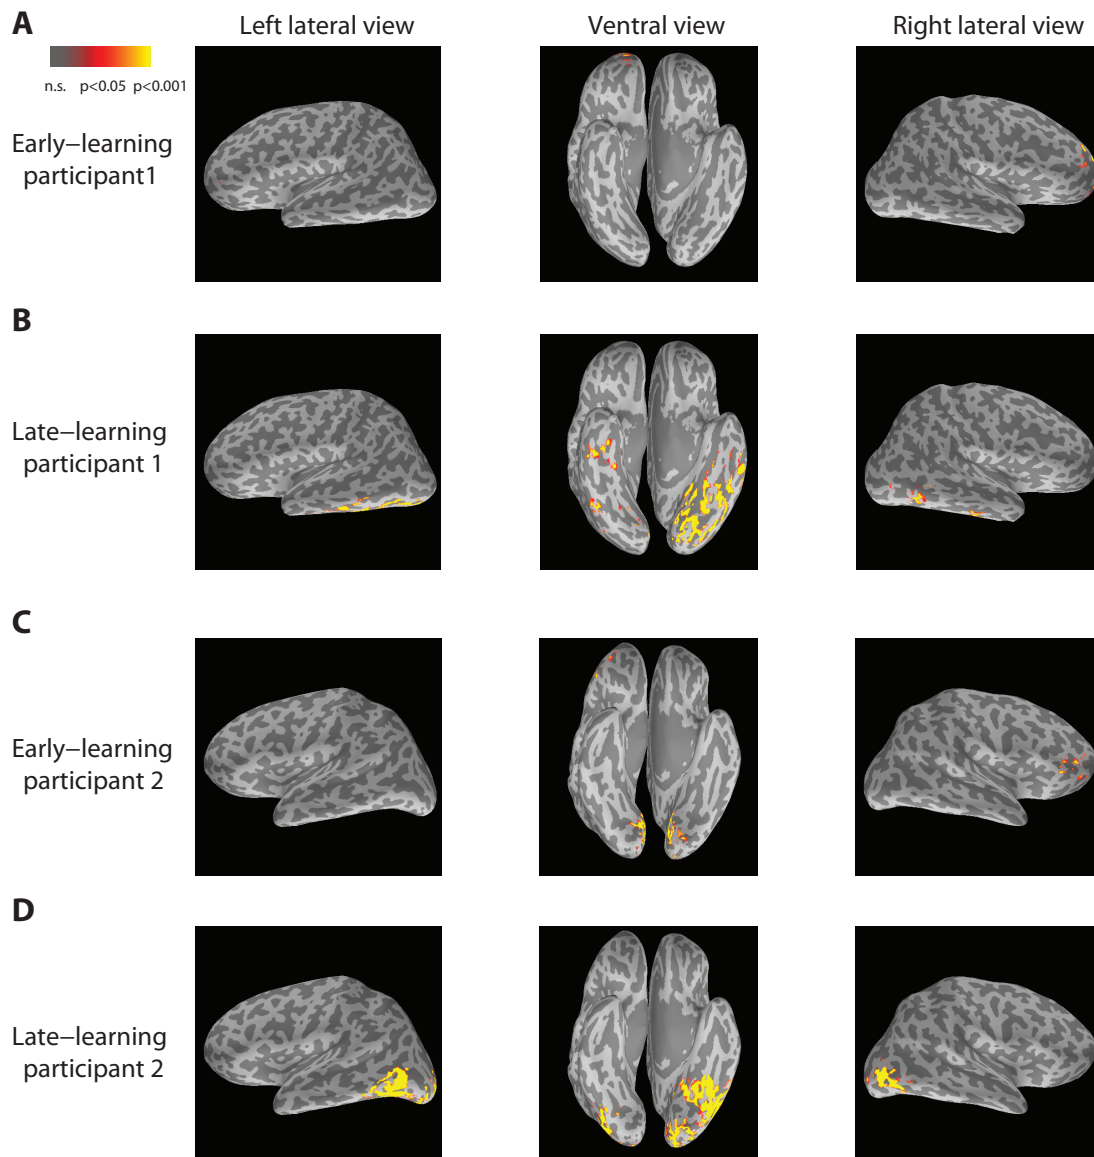 A
Left lateral view
Ventral view
Right lateral view
n.s. p<0.05 p<0.001
Early–learning
participant1
B
Late–learning
participant 1
C
Early–learning
participant 2
D
Late–learning
participant 2